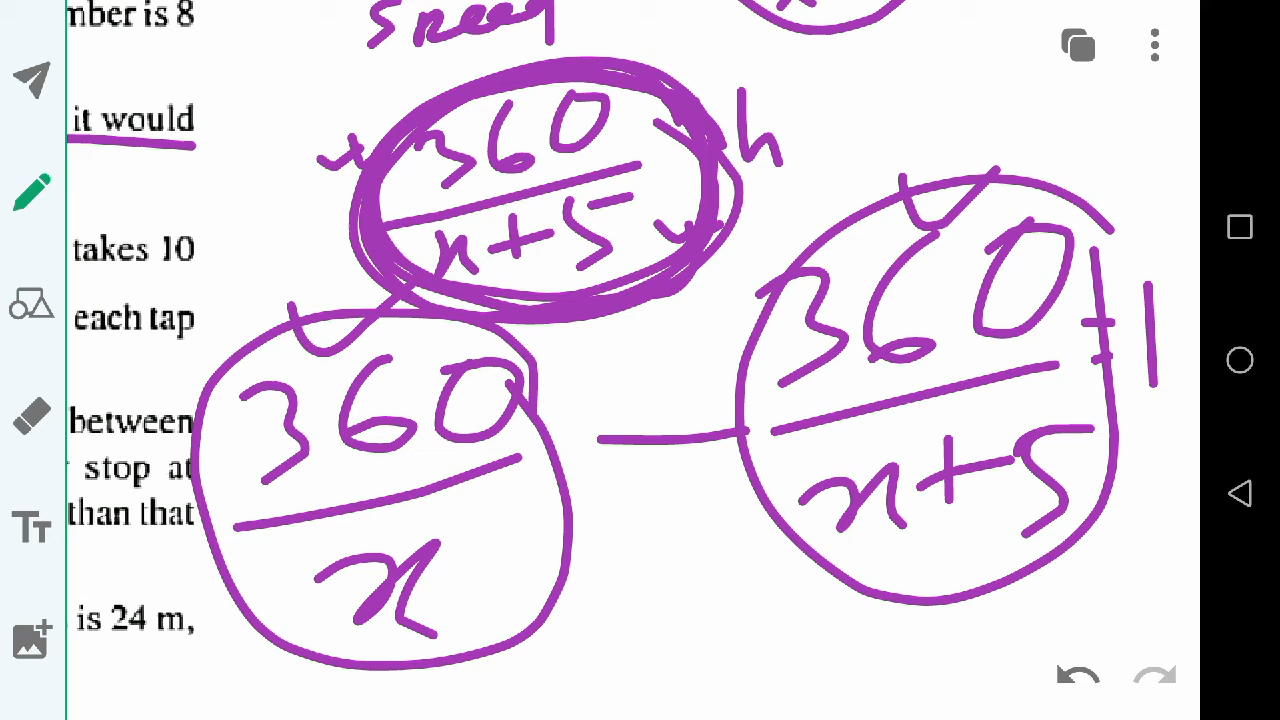 mber is 8
Speed
it would
360
x+5
h
takes 10
each tap
360
x
—
360
x+5
=1
between
stop at
than that
is 24 m,
Tт